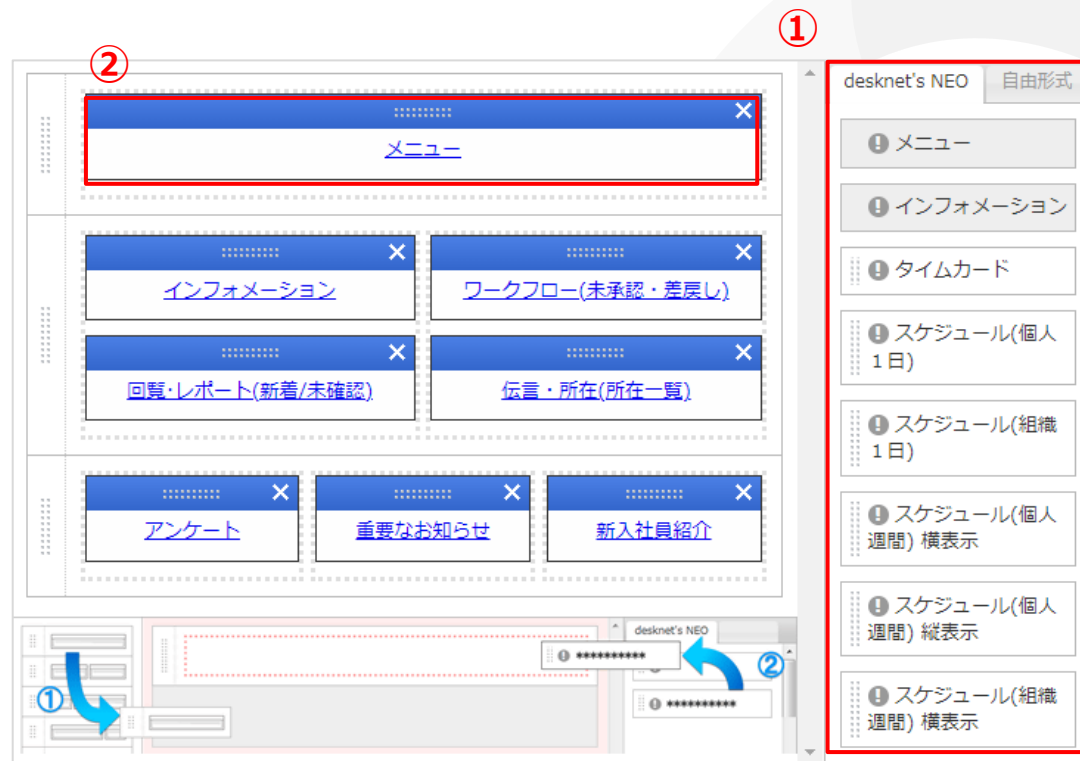 ①
②
メニュー
インフォメーション
ワークフロー(未承認・差戻し)
回覧・レポート(新着/未確認)
伝言・所在(所在一覧)
アンケート
重要なお知らせ
新入社員紹介
desknet's NEO
自由形式
メニュー
インフォメーション
タイムカード
スケジュール(個人
1日)
スケジュール(組織
1日)
スケジュール(個人
週間) 横表示
スケジュール(個人
週間) 縦表示
スケジュール(組織
週間) 横表示
①
desknet's NEO
**********
②
**********